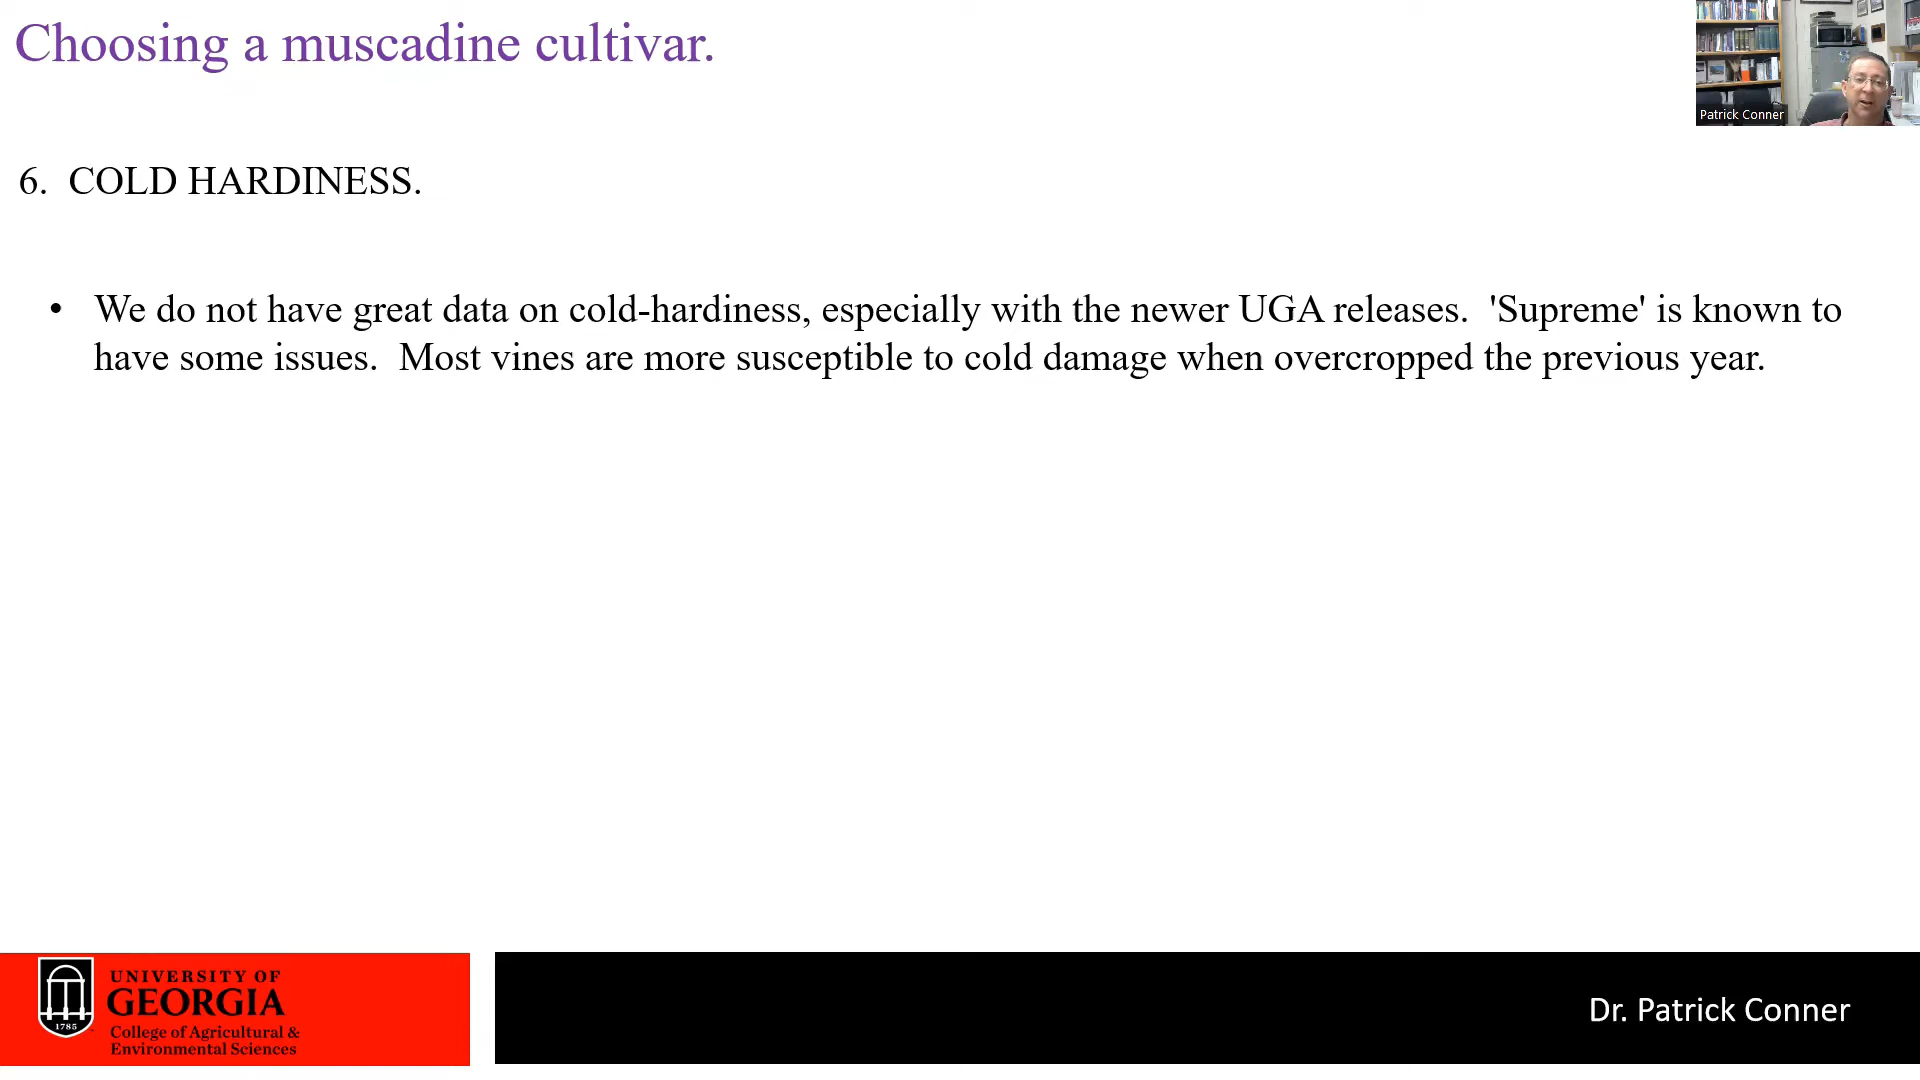 Choosing a muscadine cultivar.
Patrick Conner
6. COLD HARDINESS.
• We do not have great data on cold-hardiness, especially with the newer UGA releases. 'Supreme' is known to
have some issues. Most vines are more susceptible to cold damage when overcropped the previous year.
UNIVERSITY OF
GEORGIA
College of Agricultural &
Environmental Sciences
1785
Dr. Patrick Conner